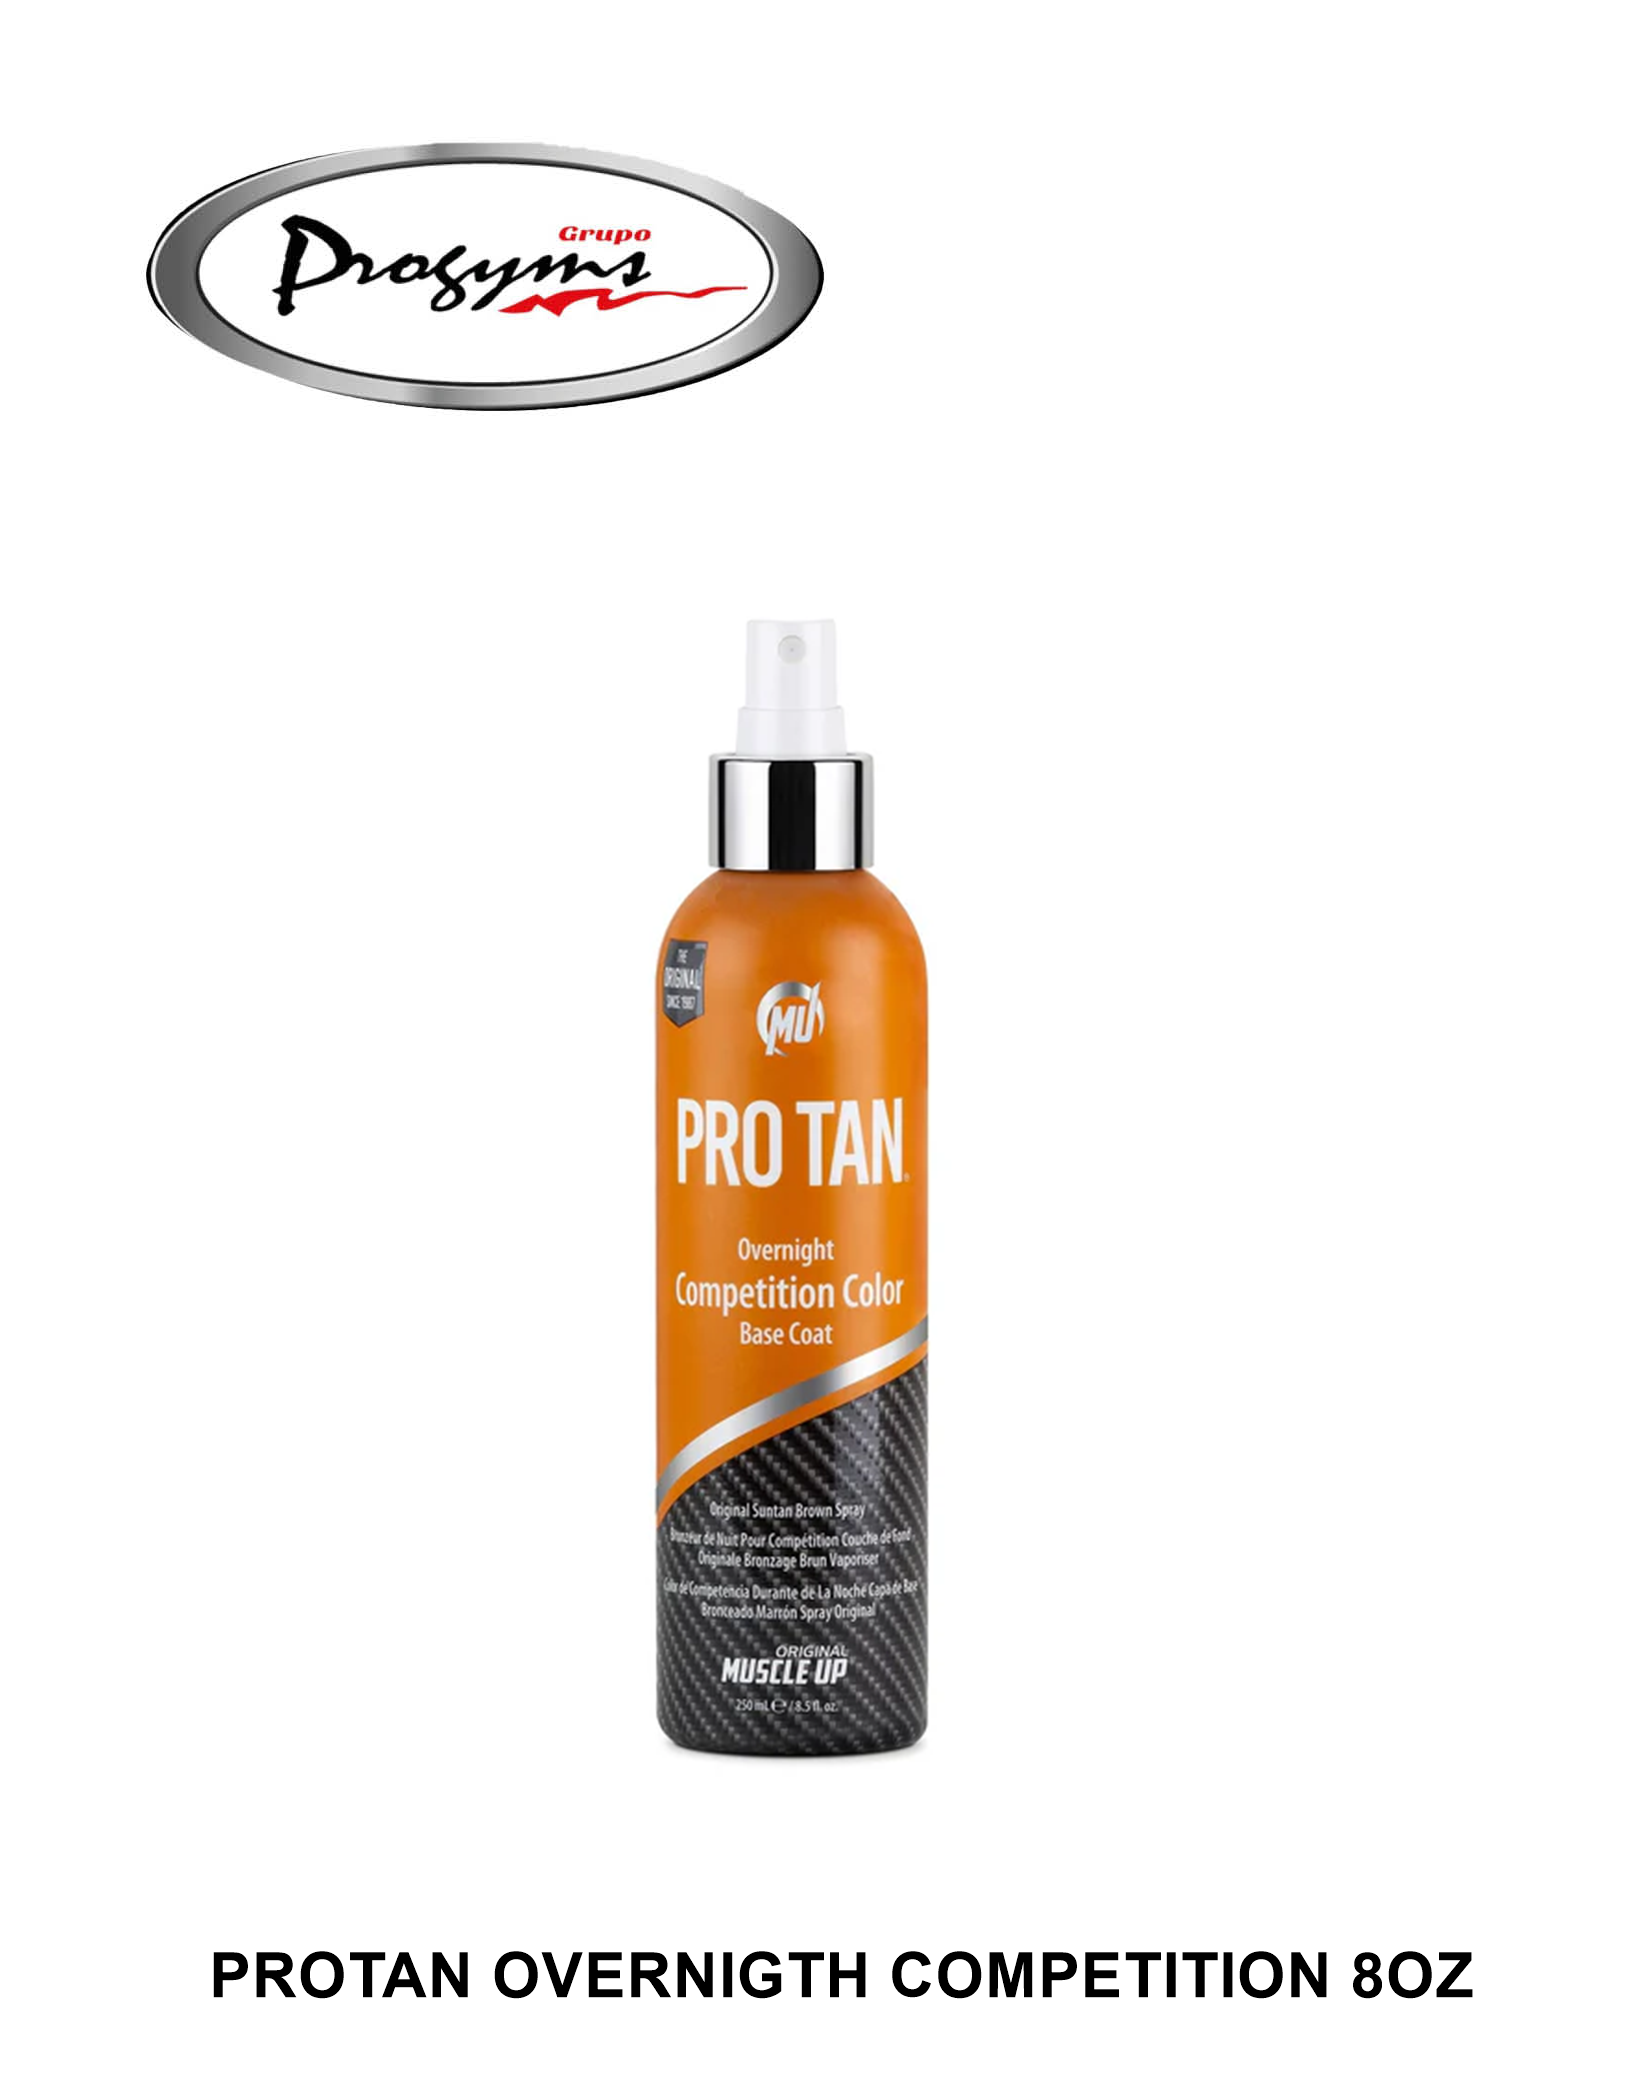 Grupo
Progyms
THE
ORIGINAL
SINCE 1987
MU
PRO TAN®
Overnight
Competition Color
Base Coat
Original Suntan Brown Spray
Bronzeur de Nuit Pour Compétition Couche de Fond
Originale Bronzage Brun Vaporiser
Color de Competencia Durante de La Noche Capa de Base
Bronceado Marrón Spray Original
ORIGINAL
MUSCLE UP
250 mL ℮ / 8.5 fl. oz.
PROTAN OVERNIGTH COMPETITION 8OZ